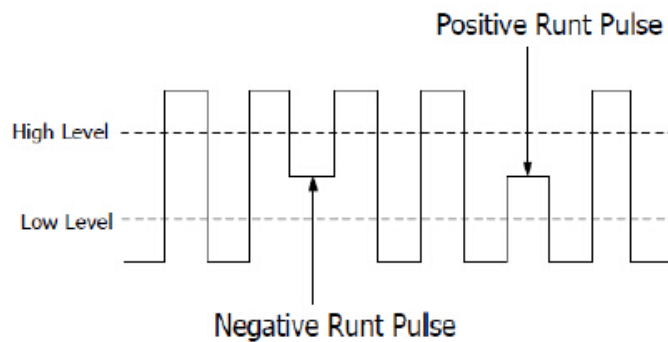 Positive Runt Pulse
High Level
Low Level
Negative Runt Pulse